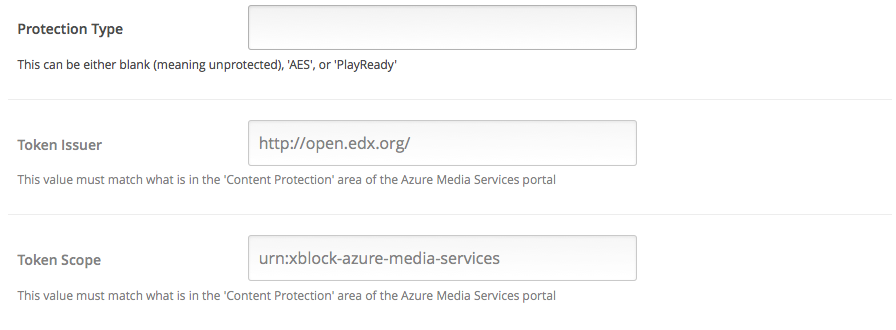 Protection Type
This can be either blank (meaning unprotected), 'AES', or 'PlayReady'
Token Issuer
http://open.edx.org/
This value must match what is in the 'Content Protection' area of the Azure Media Services portal
Token Scope
urn:xblock-azure-media-services
This value must match what is in the 'Content Protection' area of the Azure Media Services portal